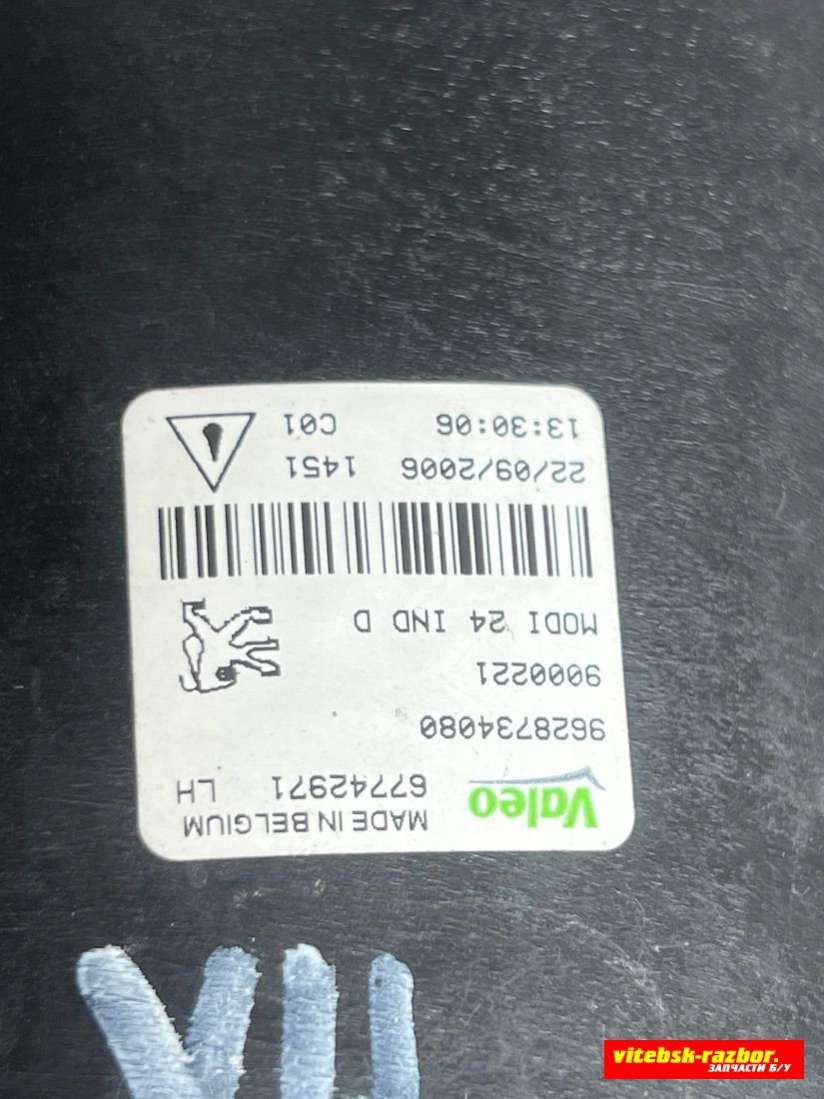 Valeo
MADE IN BELGIUM
67742971 LH
9628734080
9000221
MODI 24 IND D
22/09/2006 1451
13:30:06 C01
vitebsk-razbor.
ЗАПЧАСТИ Б/У